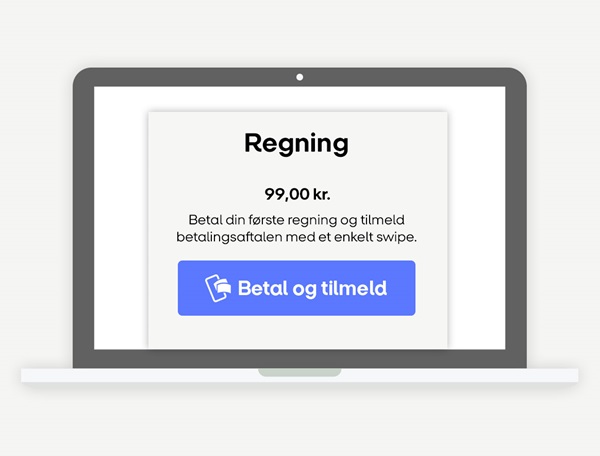 Regning
99,00 kr.
Betal din første regning og tilmeld
betalingsaftalen med et enkelt swipe.
Betal og tilmeld